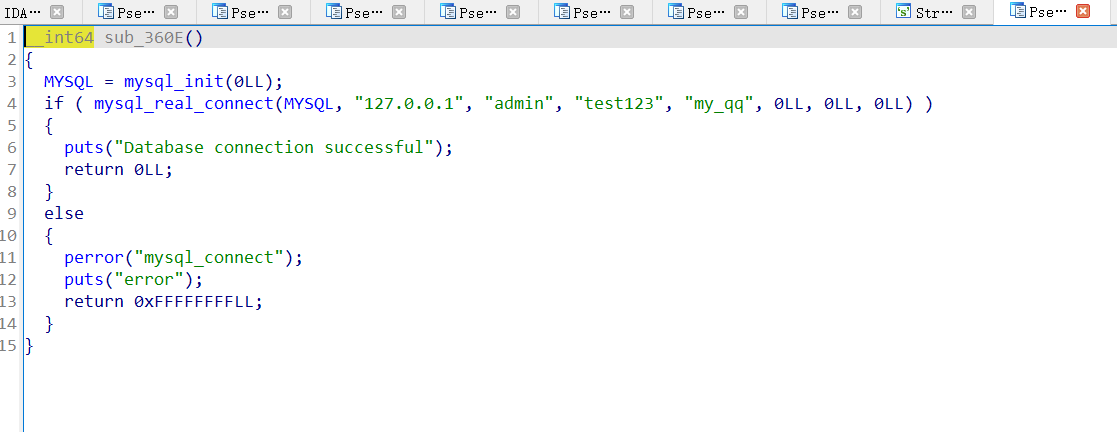 IDA··· Pse··· Pse··· Pse··· Pse··· Pse··· Pse··· Pse··· Str··· Pse···
1 __int64 sub_360E()
2 {
3 MYSQL = mysql_init(0LL);
4 if ( mysql_real_connect(MYSQL, "127.0.0.1", "admin", "test123", "my_qq", 0LL, 0LL, 0LL) )
5 {
6 puts("Database connection successful");
7 return 0LL;
8 }
9 else
10 {
11 perror("mysql_connect");
12 puts("error");
13 return 0xFFFFFFFFLL;
14 }
15 }